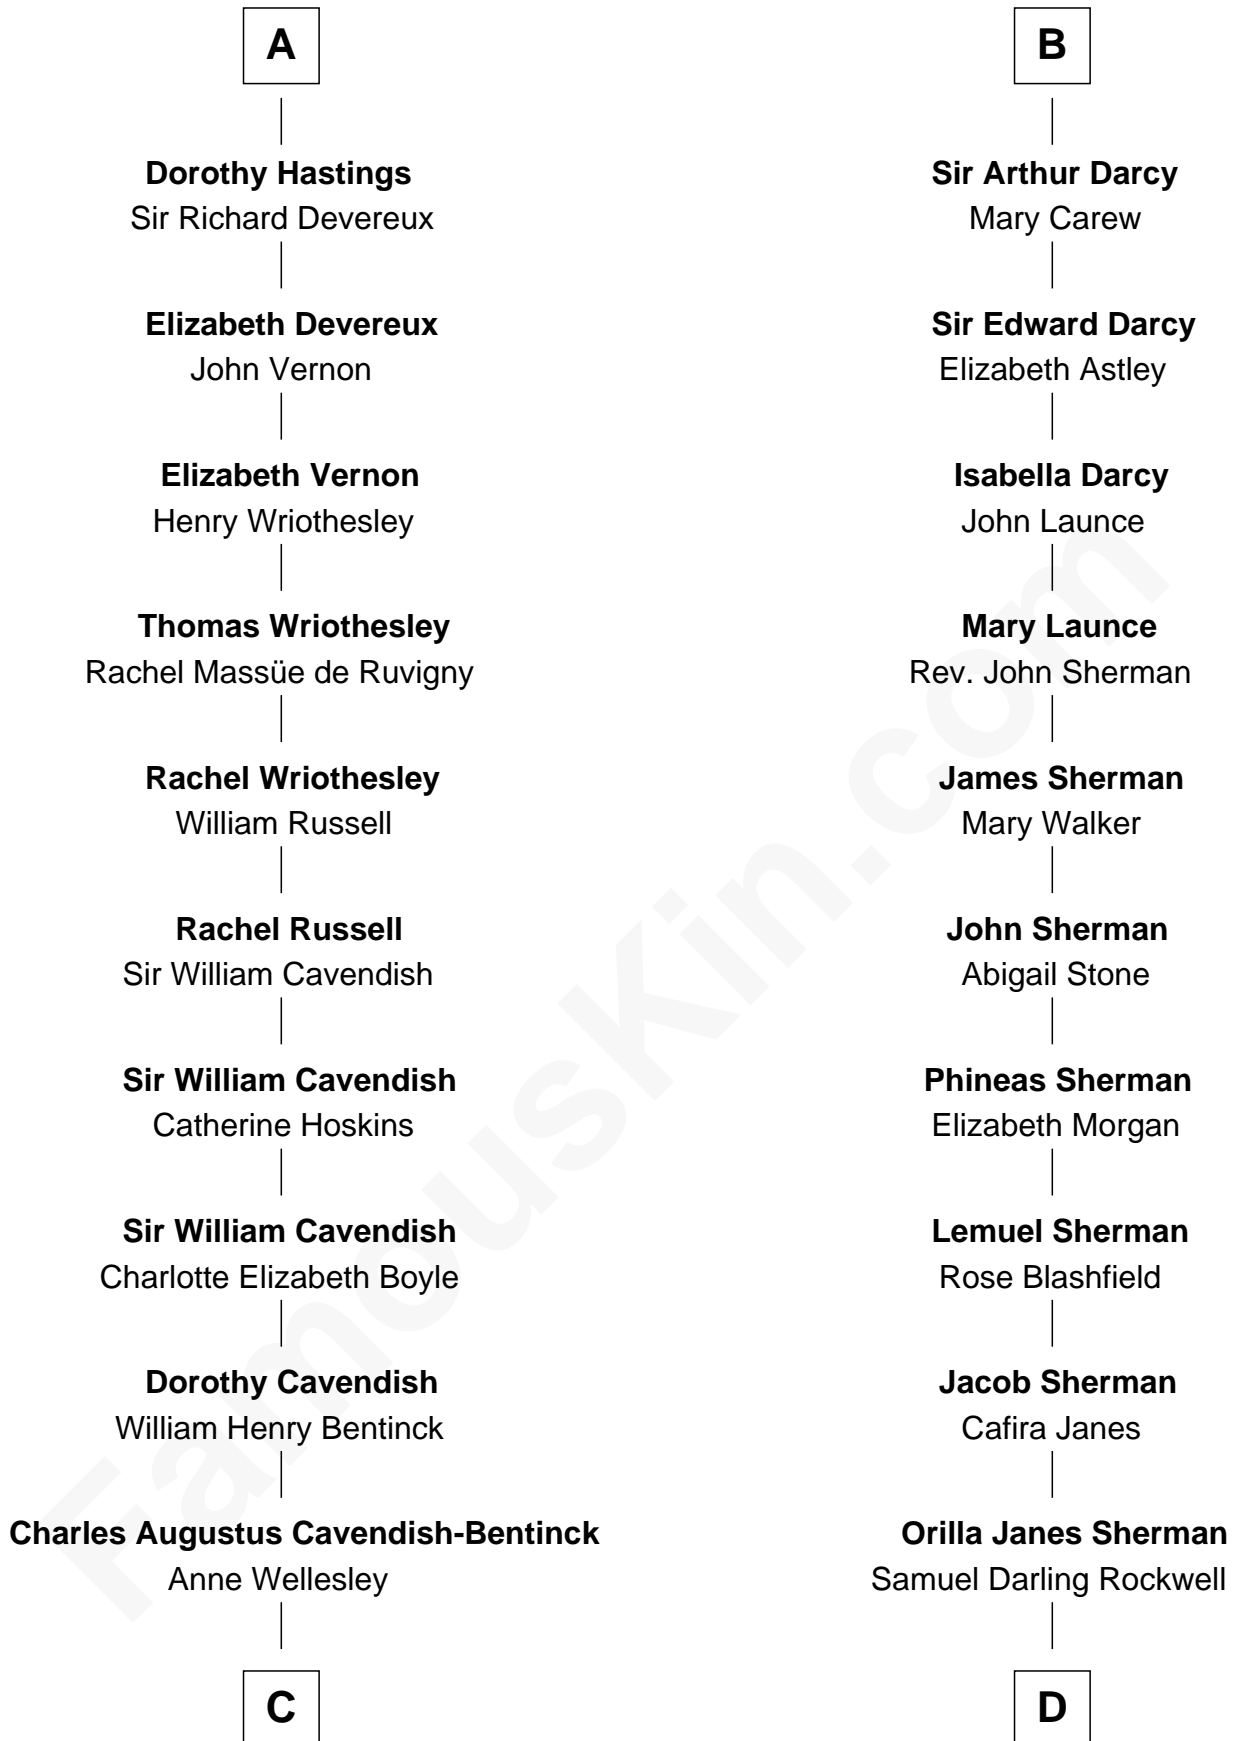 A
Dorothy Hastings
Sir Richard Devereux
Elizabeth Devereux
John Vernon
Elizabeth Vernon
Henry Wriothesley
Thomas Wriothesley
Rachel Massüe de Ruvigny
Rachel Wriothesley
William Russell
Rachel Russell
Sir William Cavendish
Sir William Cavendish
Catherine Hoskins
Sir William Cavendish
Charlotte Elizabeth Boyle
Dorothy Cavendish
William Henry Bentinck
Charles Augustus Cavendish-Bentinck
Anne Wellesley
C
B
Sir Arthur Darcy
Mary Carew
Sir Edward Darcy
Elizabeth Astley
Isabella Darcy
John Launce
Mary Launce
Rev. John Sherman
James Sherman
Mary Walker
John Sherman
Abigail Stone
Phineas Sherman
Elizabeth Morgan
Lemuel Sherman
Rose Blashfield
Jacob Sherman
Cafira Janes
Orilla Janes Sherman
Samuel Darling Rockwell
D
FamousKin.com